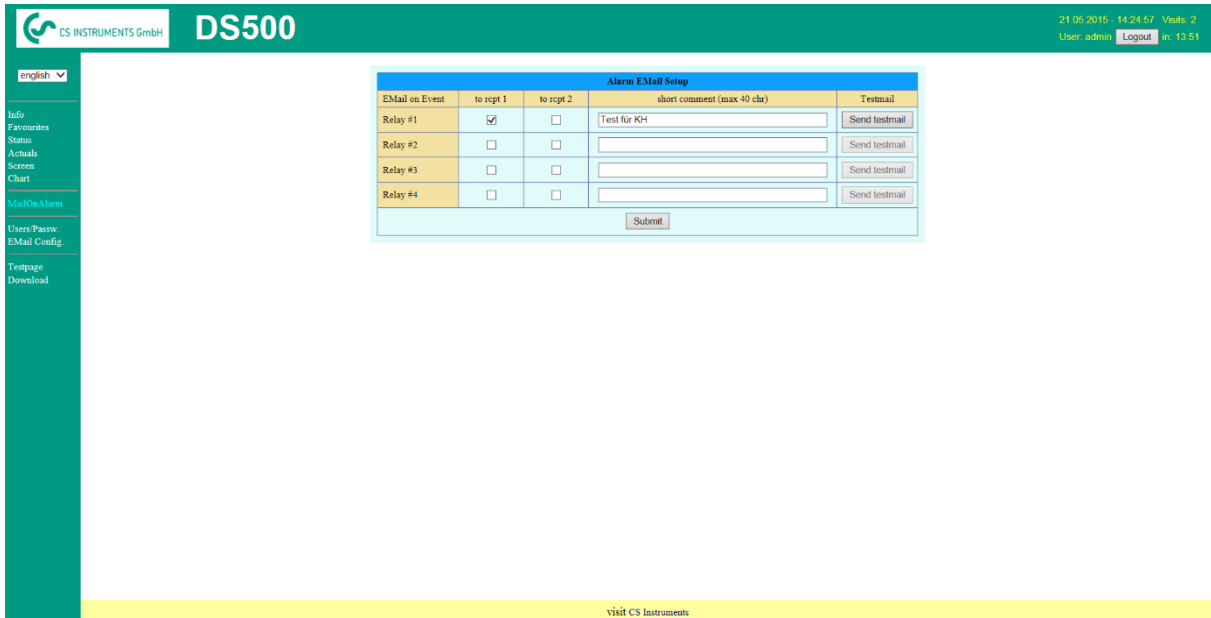 CS INSTRUMENTS GmbH
DS500
21.05.2015 - 14:24:57 Visits: 2
User: admin Logout in: 13:51
english
Info
Favourites
Status
Actuals
Screen
Chart
MailOnAlarm
Users/Passw.
EMail Config.
Testpage
Download
Alarm EMail Setup
EMail on Event to rcpt 1 to rcpt 2 short comment (max 40 chr) Testmail
Relay #1 Test für KH Send testmail
Relay #2 Send testmail
Relay #3 Send testmail
Relay #4 Send testmail
Submit
visit CS Instruments